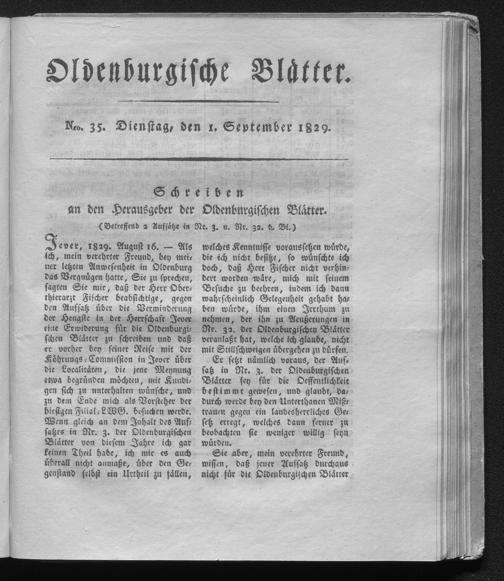 Oldenburgische Blätter.
Nro. 35. Dienstag, den 1. September 1829.
Schreiben
an den Herausgeber der Oldenburgischen Blätter.
(Betreffend 2 Aufsätze in Nr. 3. u. Nr. 32. d. Bl.)
Jever, 1829. August 16. — Als
ich, mein verehrter Freund, bey mei-
ner letzten Anwesenheit in Oldenburg
das Vergnügen hatte, Sie zu sprechen,
sagten Sie mir, daß der Herr Ober-
thierarzt Fischer beabsichtige, gegen
den Aufsatz über die Verminderung
der Hengste in der Herrschaft Jever
eine Erwiderung für die Oldenburgi-
schen Blätter zu schreiben und daß
er vorher bey seiner Reise mit der
Köhrungs-Commission in Jever über
die Localitäten, die jene Meynung
etwa begründen möchten, mit Kundi-
gen sich zu unterhalten wünsche, und
zu dem Ende mich als Vorsteher der
hiesigen Filial-LWG. besuchen werde.
Wenn gleich an dem Inhalt des Auf-
satzes in Nr. 3. der Oldenburgischen
Blätter von diesem Jahre ich gar
keinen Theil habe, ich mir es auch
überall nicht anmaße, über den Ge-
genstand selbst ein Urtheil zu fällen,
welches Kenntnisse voraussetzen würde,
die ich nicht besitze, so wünschte ich
doch, daß Herr Fischer nicht verhin-
dert worden wäre, mich mit seinem
Besuche zu beehren, indem ich dann
wahrscheinlich Gelegenheit gehabt ha-
ben würde, ihm einen Irrthum zu
nehmen, der ihn zu Aeußerungen in
Nr. 32. der Oldenburgischen Blätter
veranlaßt hat, welche ich glaube, nicht
mit Stillschweigen übergehen zu dürfen.
Er setzt nämlich voraus, der Auf-
satz in Nr. 3. der Oldenburgischen
Blätter sey für die Oeffentlichkeit
bestimmt gewesen, und glaubt, da-
durch werde bey den Unterthanen Miß-
trauen gegen ein landesherrliches Ge-
setz erregt, welches dann ferner zu
beobachten sie weniger willig seyn
würden.
Sie aber, mein verehrter Freund,
wissen, daß jener Aufsatz durchaus
nicht für die Oldenburgischen Blätter